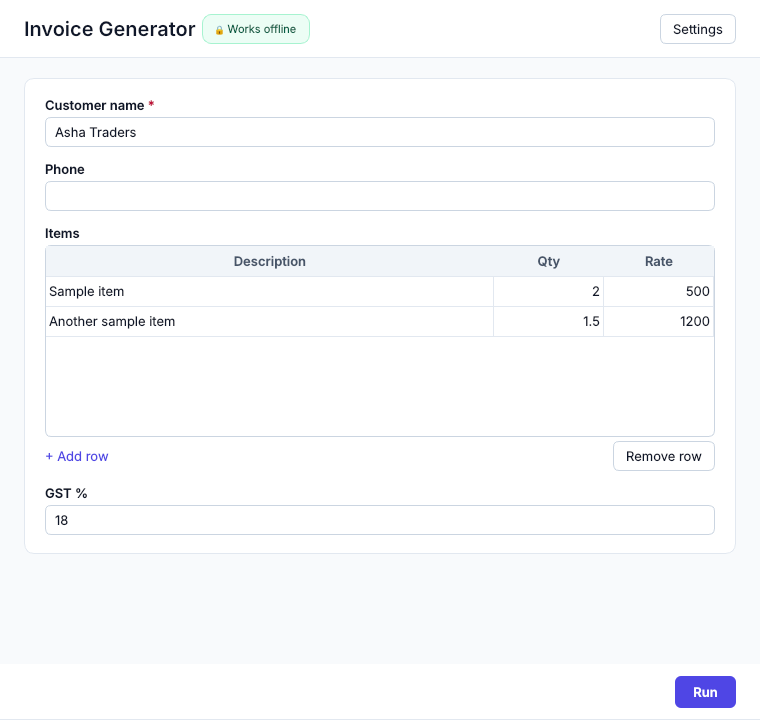 Invoice Generator
🔒 Works offline
Settings
Customer name *
Asha Traders
Phone
Items
Description Qty Rate
Sample item 2 500
Another sample item 1.5 1200
+ Add row
Remove row
GST %
18
Run